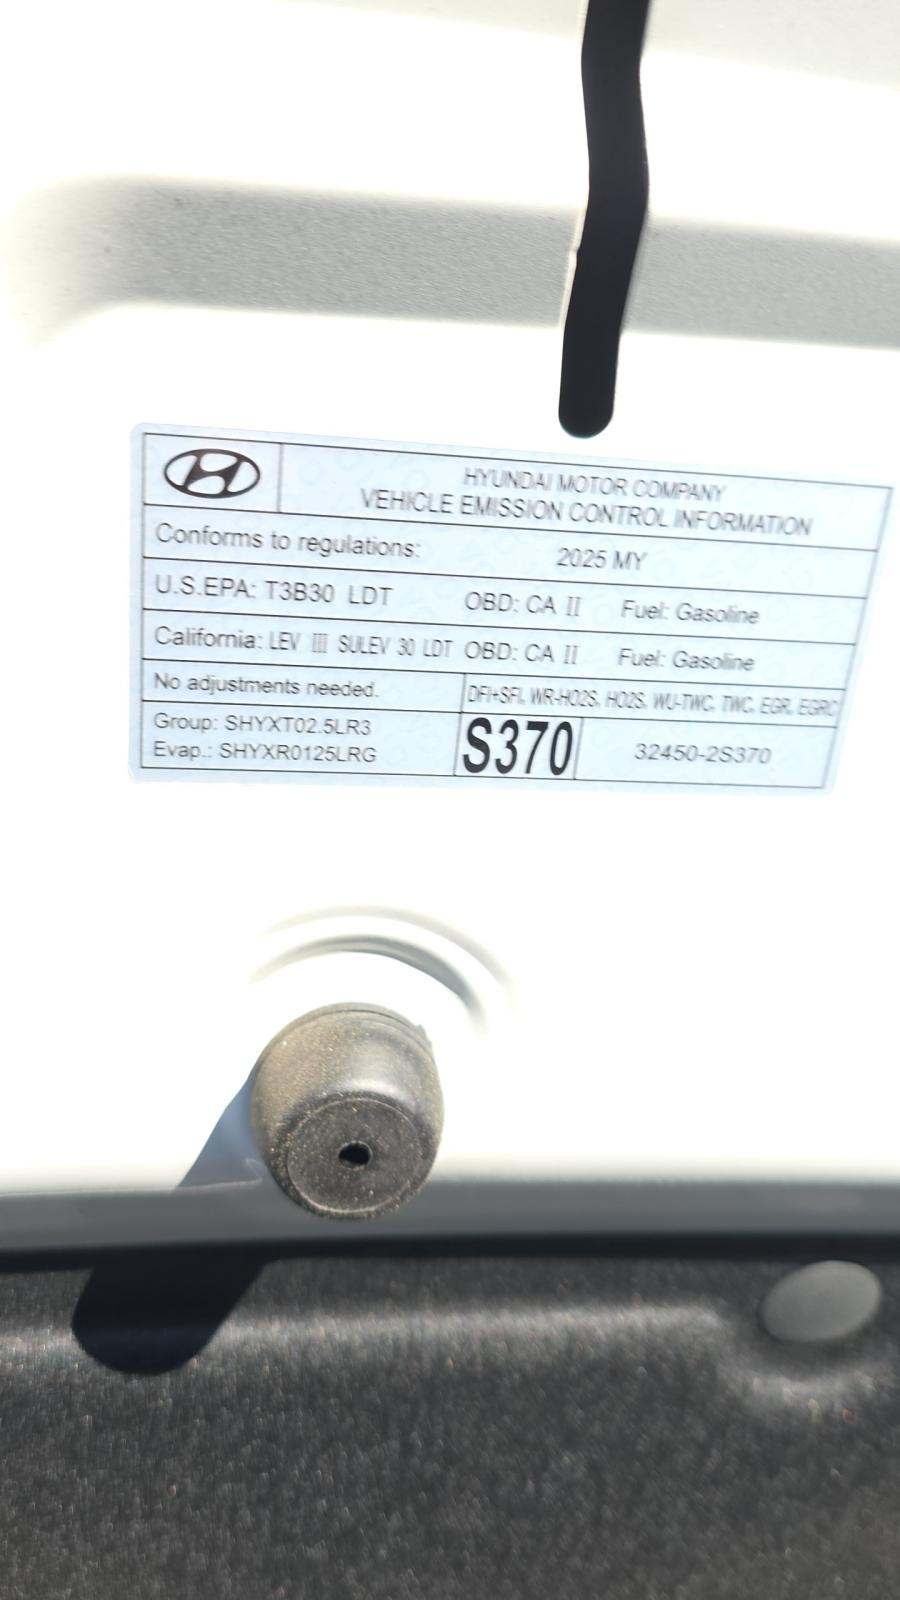 HYUNDAI MOTOR COMPANY
VEHICLE EMISSION CONTROL INFORMATION
Conforms to regulations: 2025 MY
U.S.EPA: T3B30 LDT OBD: CA II Fuel: Gasoline
California: LEV III SULEV 30 LDT OBD: CA II Fuel: Gasoline
No adjustments needed. DFI+SFI, WR-HO2S, HO2S, WU-TWC, TWC, EGR, EGRC
Group: SHYXT02.5LR3
Evap.: SHYXR0125LRG
S370
32450-2S370